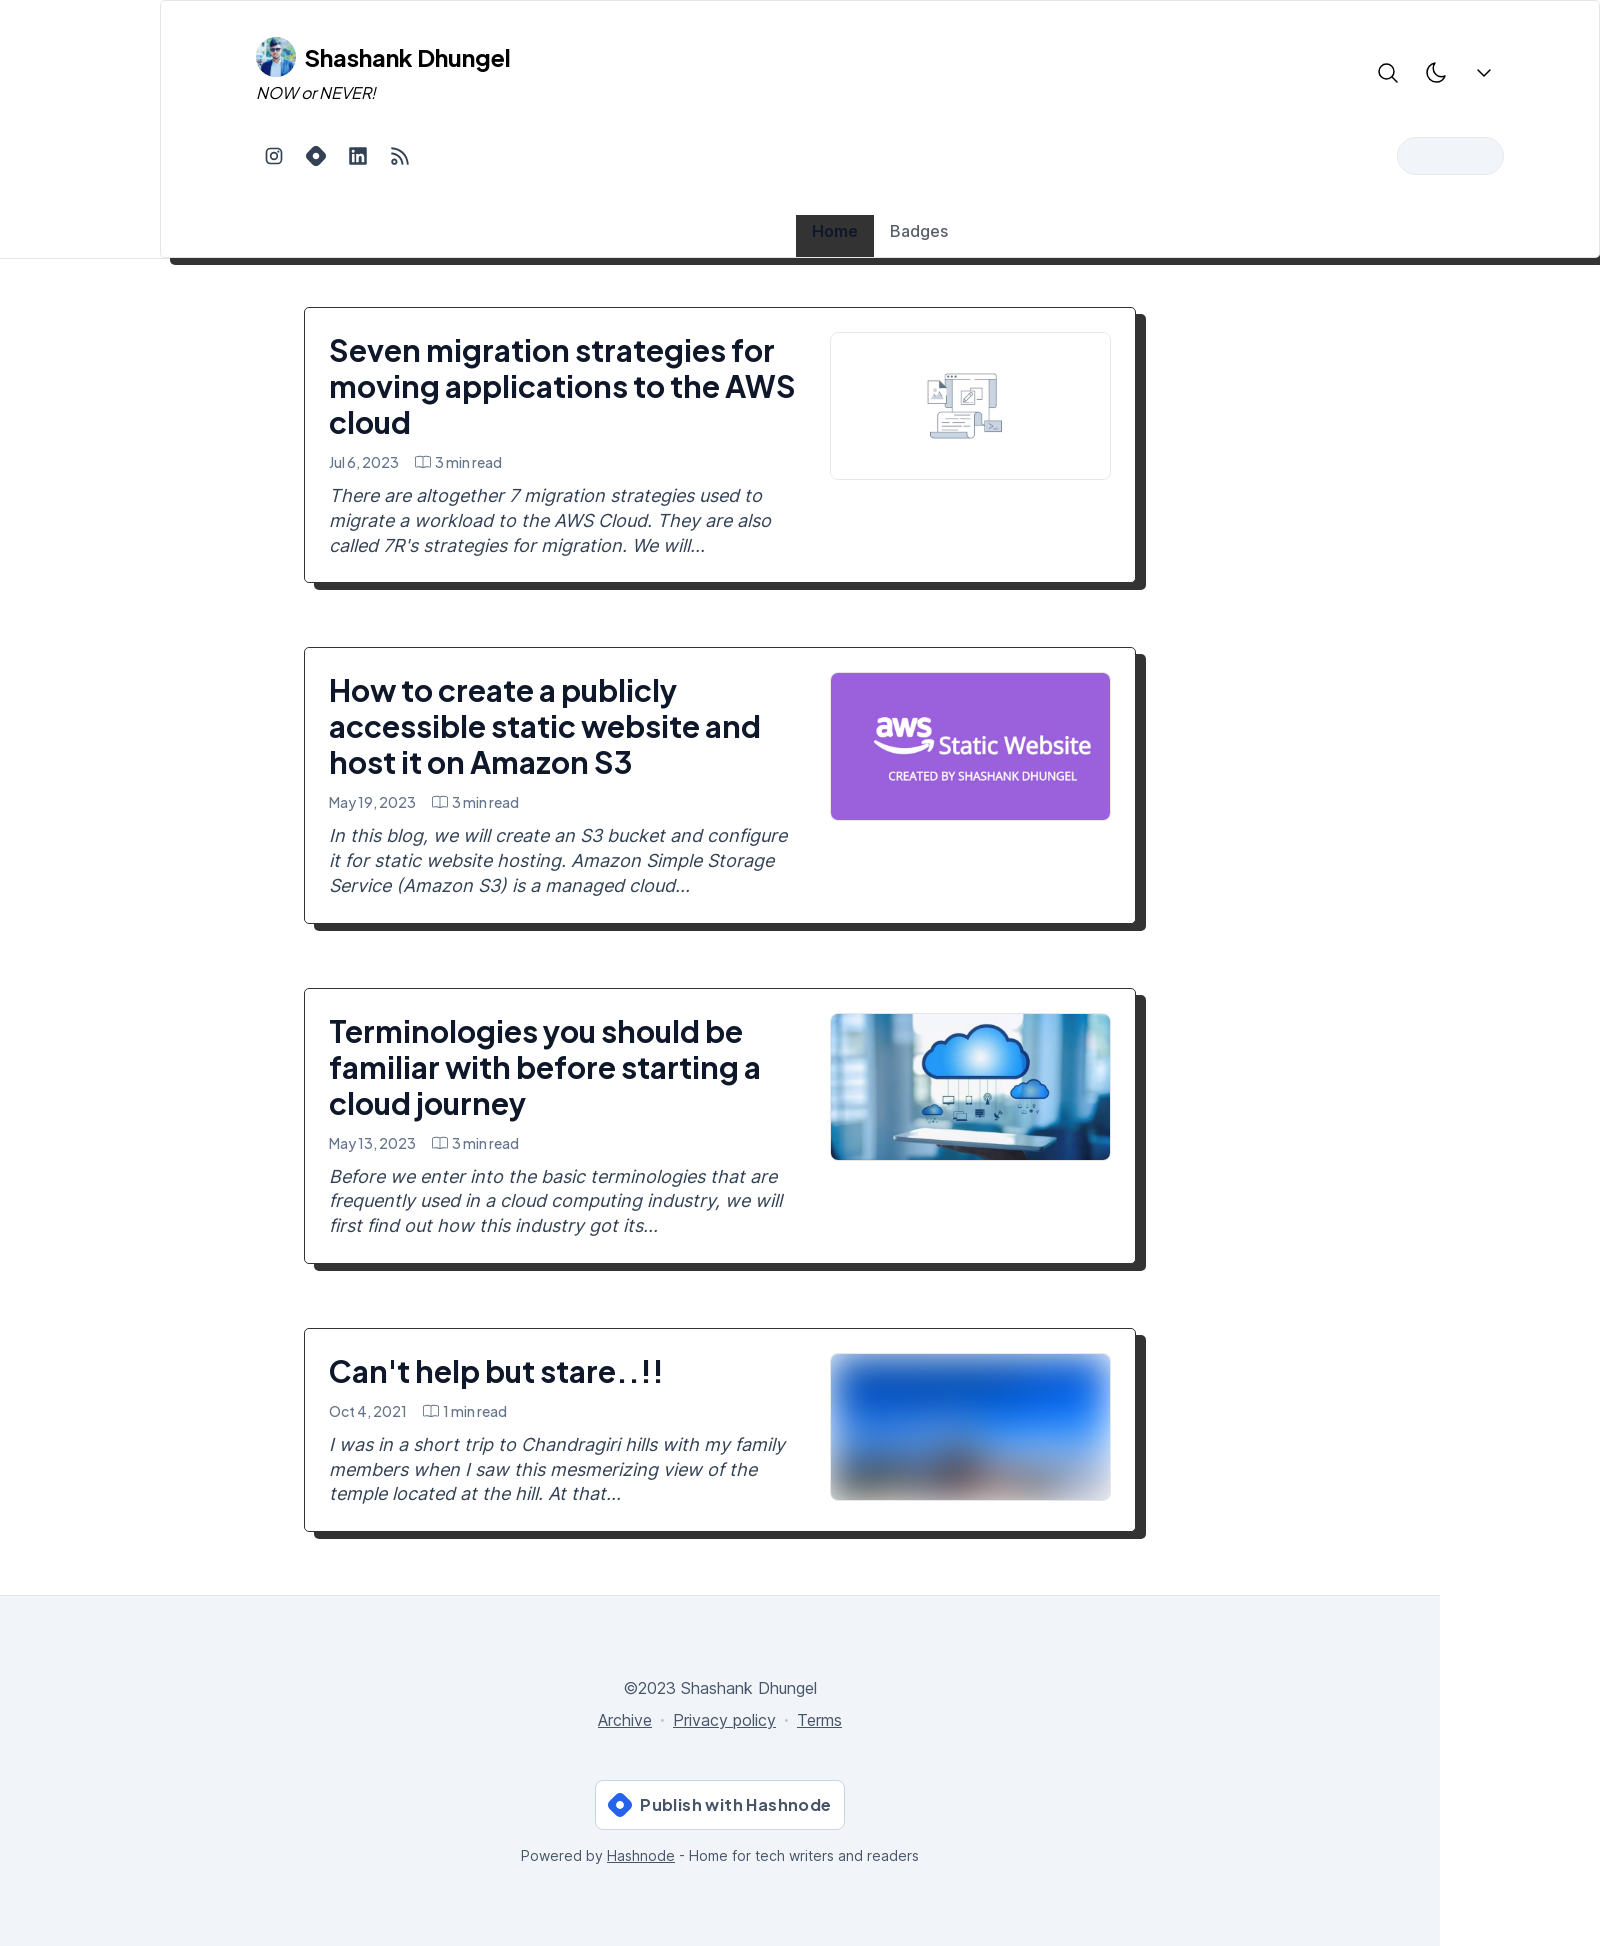 Shashank Dhungel
NOW or NEVER!
Home
Badges
Seven migration strategies for
moving applications to the AWS
cloud
Jul 6, 2023
3 min read
There are altogether 7 migration strategies used to
migrate a workload to the AWS Cloud. They are also
called 7R's strategies for migration. We will...
How to create a publicly
accessible static website and
host it on Amazon S3
May 19, 2023
3 min read
In this blog, we will create an S3 bucket and configure
it for static website hosting. Amazon Simple Storage
Service (Amazon S3) is a managed cloud...
aws
Static Website
CREATED BY SHASHANK DHUNGEL
Terminologies you should be
familiar with before starting a
cloud journey
May 13, 2023
3 min read
Before we enter into the basic terminologies that are
frequently used in a cloud computing industry, we will
first find out how this industry got its...
Can't help but stare..!!
Oct 4, 2021
1 min read
I was in a short trip to Chandragiri hills with my family
members when I saw this mesmerizing view of the
temple located at the hill. At that...
©2023 Shashank Dhungel
Archive · Privacy policy · Terms
Publish with Hashnode
Powered by Hashnode - Home for tech writers and readers